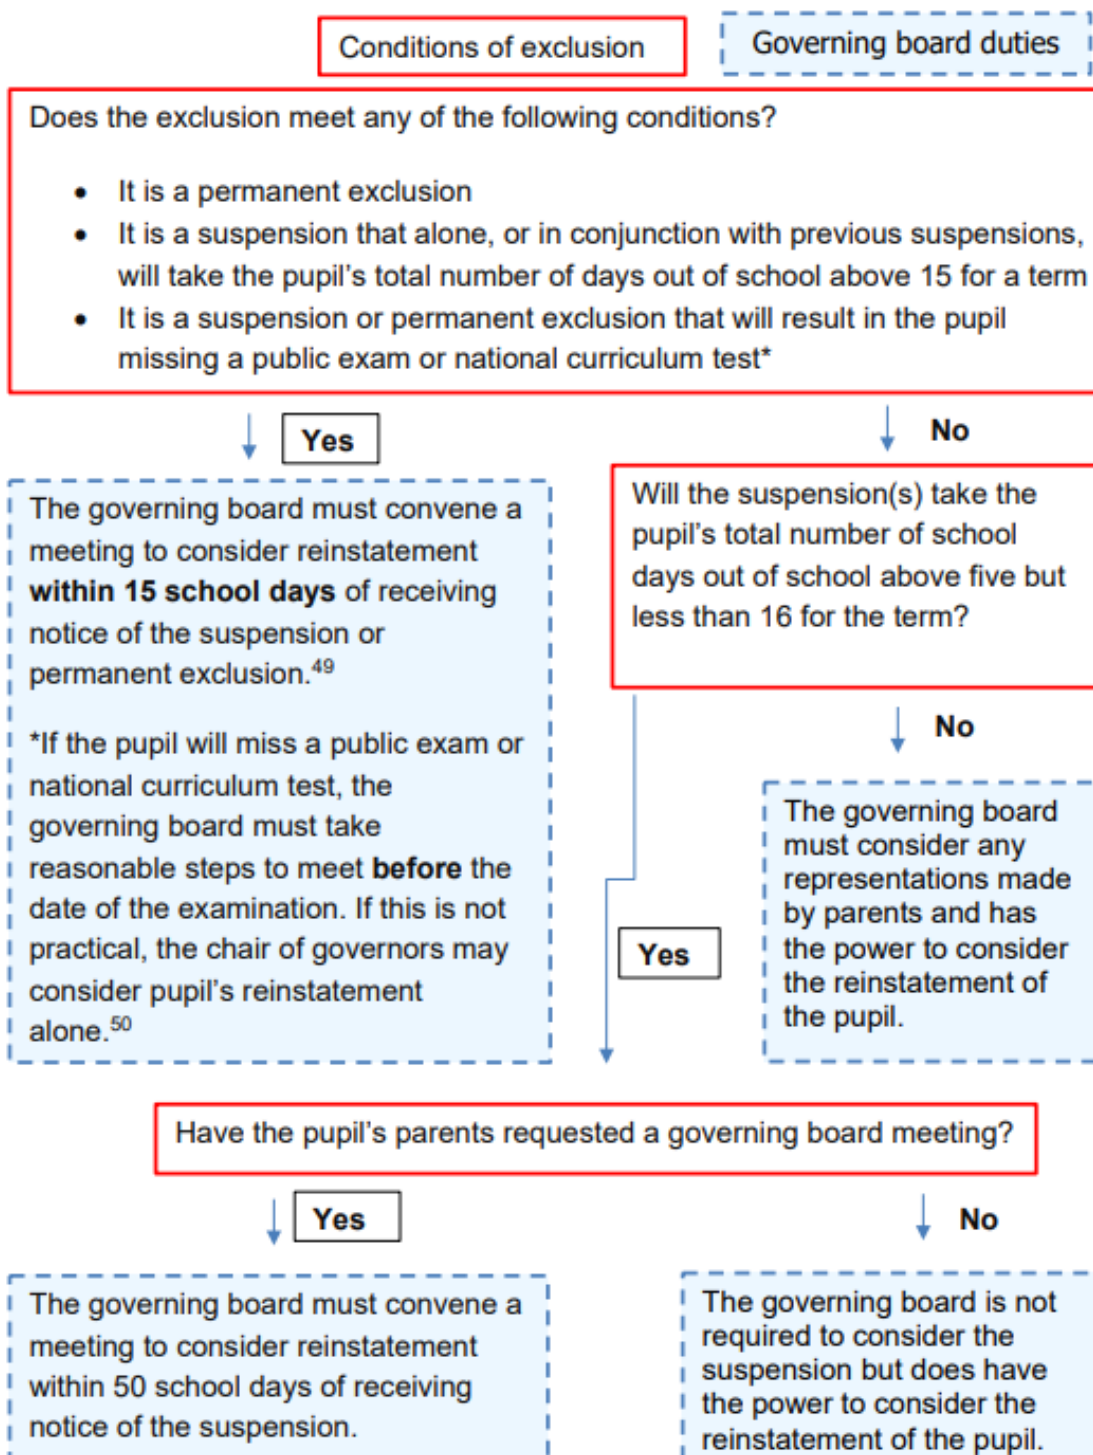 Conditions of exclusion
Governing board duties
Does the exclusion meet any of the following conditions?
• It is a permanent exclusion
• It is a suspension that alone, or in conjunction with previous suspensions,
will take the pupil's total number of days out of school above 15 for a term
• It is a suspension or permanent exclusion that will result in the pupil
missing a public exam or national curriculum test*
Yes
No
The governing board must convene a
meeting to consider reinstatement
within 15 school days of receiving
notice of the suspension or
permanent exclusion.49
*If the pupil will miss a public exam or
national curriculum test, the
governing board must take
reasonable steps to meet before the
date of the examination. If this is not
practical, the chair of governors may
consider pupil's reinstatement
alone.50
Will the suspension(s) take the
pupil's total number of school
days out of school above five but
less than 16 for the term?
No
The governing board
must consider any
representations made
by parents and has
the power to consider
the reinstatement of
the pupil.
Yes
Have the pupil's parents requested a governing board meeting?
Yes
No
The governing board must convene a
meeting to consider reinstatement
within 50 school days of receiving
notice of the suspension.
The governing board is not
required to consider the
suspension but does have
the power to consider the
reinstatement of the pupil.